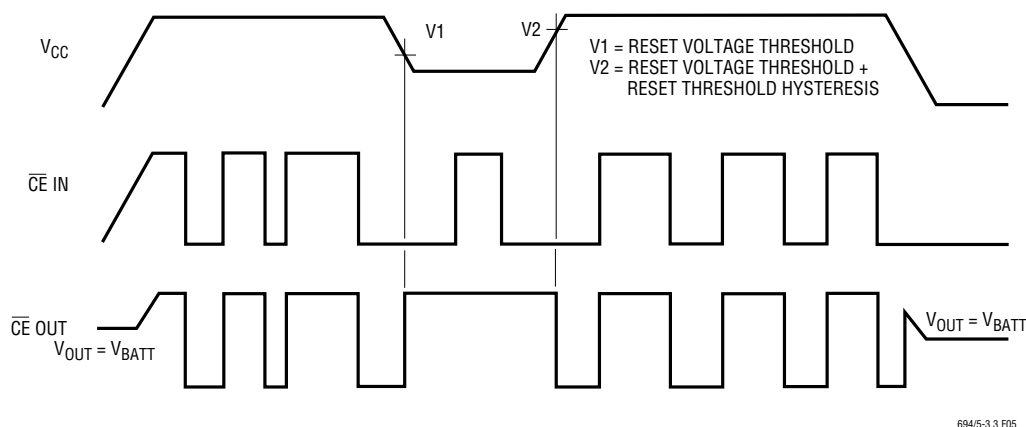 V1
V2
VCC
V1 = RESET VOLTAGE THRESHOLD
V2 = RESET VOLTAGE THRESHOLD +
RESET THRESHOLD HYSTERESIS
CE IN
CE OUT
VOUT = VBATT
VOUT = VBATT
694/5-3.3 F05